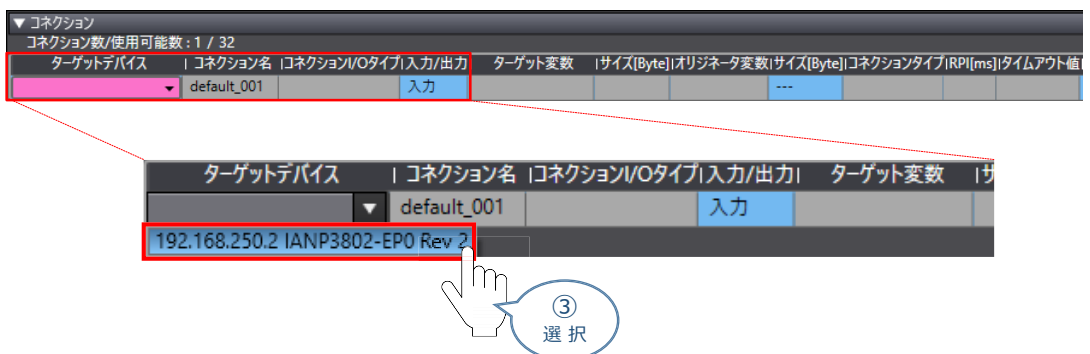 ▼ コネクション
コネクション数/使用可能数 : 1 / 32
ターゲットデバイス | コネクション名 |コネクションI/Oタイプ|入力/出力 ターゲット変数 |サイズ[Byte]|オリジネータ変数|サイズ[Byte]|コネクションタイプ|RPI[ms]|タイムアウト値|
default_001 入力 ---
ターゲットデバイス | コネクション名 |コネクションI/Oタイプ|入力/出力| ターゲット変数 |サ
default_001 入力
192.168.250.2 IANP3802-EP0 Rev 2
③
選 択